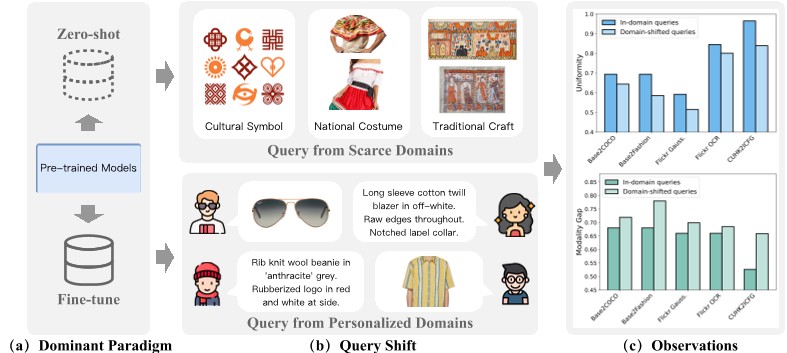 Zero-shot
Pre-trained Models
Fine-tune
(a) Dominant Paradigm
Cultural Symbol
National Costume
Traditional Craft
Query from Scarce Domains
Long sleeve cotton twill
blazer in off-white.
Raw edges throughout.
Notched lapel collar.
Rib knit wool beanie in
'anthracite' grey.
Rubberized logo in red
and white at side.
Query from Personalized Domains
(b) Query Shift
In-domain queries
Domain-shifted queries
Uniformity
1.0
0.9
0.8
0.7
0.6
0.5
0.4
Base2COCO
Base2Fashion
Flickr Gauss.
Flickr OCR
CUHK2ICFG
In-domain queries
Domain-shifted queries
Modality Gap
0.85
0.80
0.75
0.70
0.65
0.60
0.55
0.50
0.45
Base2COCO
Base2Fashion
Flickr Gauss.
Flickr OCR
CUHK2ICFG
(c) Observations